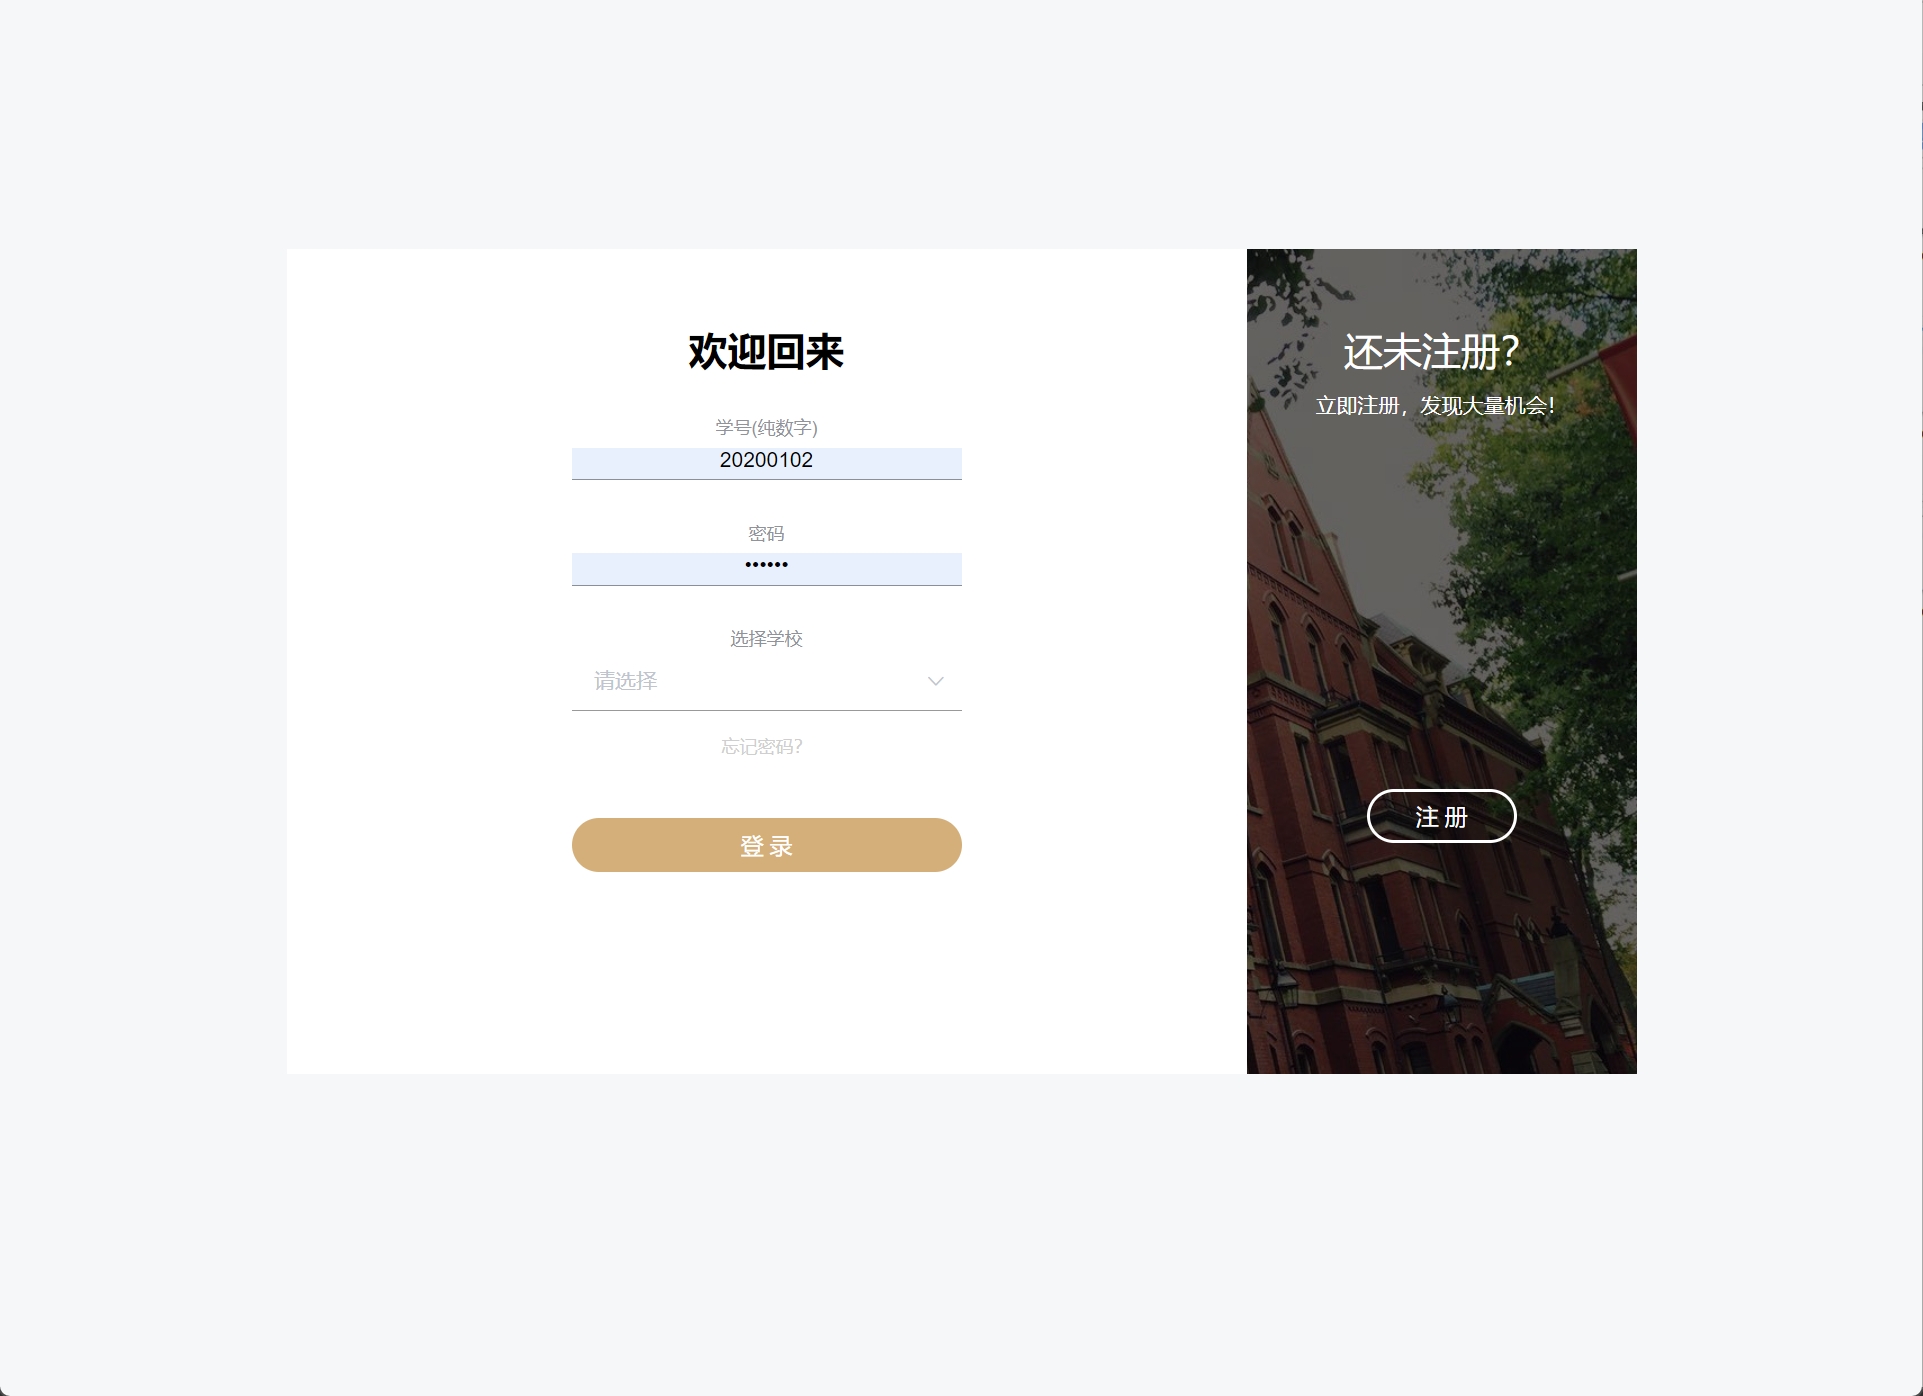 欢迎回来
学号(纯数字)
20200102
密码
••••••
选择学校
请选择
忘记密码?
登录
还未注册?
立即注册，发现大量机会!
注册